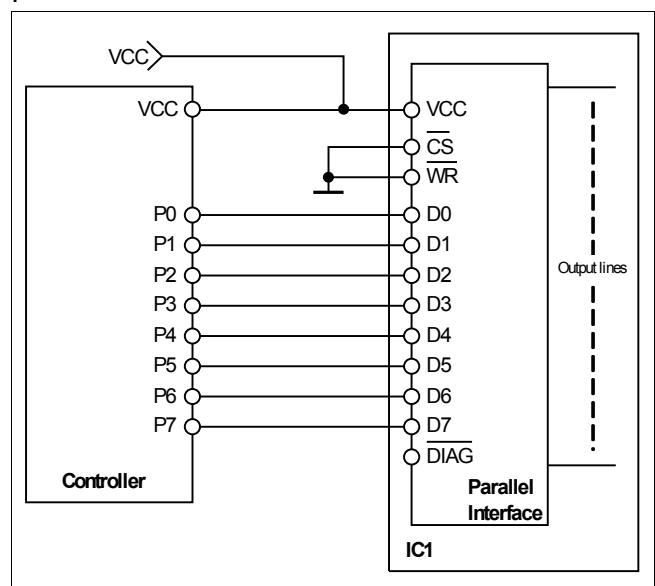 VCC
VCC VCC
CS
WR
P0 D0
P1 D1
P2 D2
P3 D3
P4 D4
P5 D5
P6 D6
P7 D7
DIAG
Output lines
Controller
Parallel
Interface
IC1